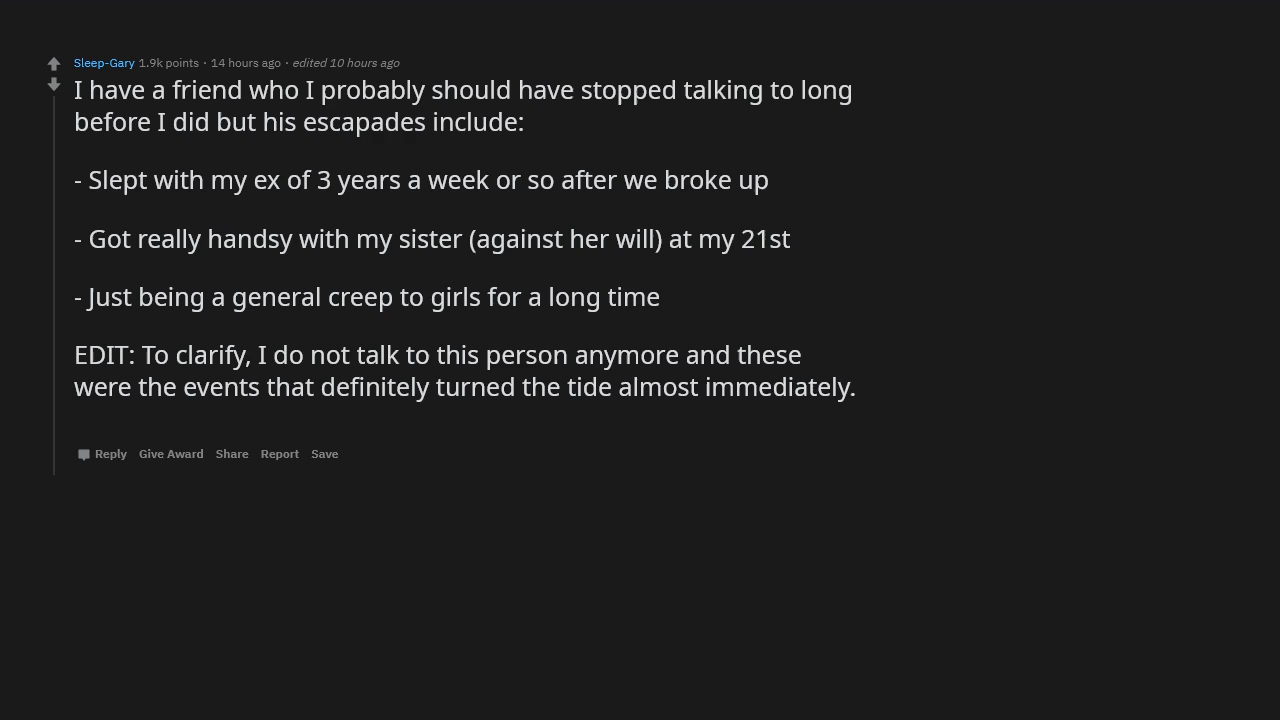 Sleep-Gary 1.9k points · 14 hours ago · edited 10 hours ago
I have a friend who I probably should have stopped talking to long
before I did but his escapades include:
- Slept with my ex of 3 years a week or so after we broke up
- Got really handsy with my sister (against her will) at my 21st
- Just being a general creep to girls for a long time
EDIT: To clarify, I do not talk to this person anymore and these
were the events that definitely turned the tide almost immediately.
Reply Give Award Share Report Save